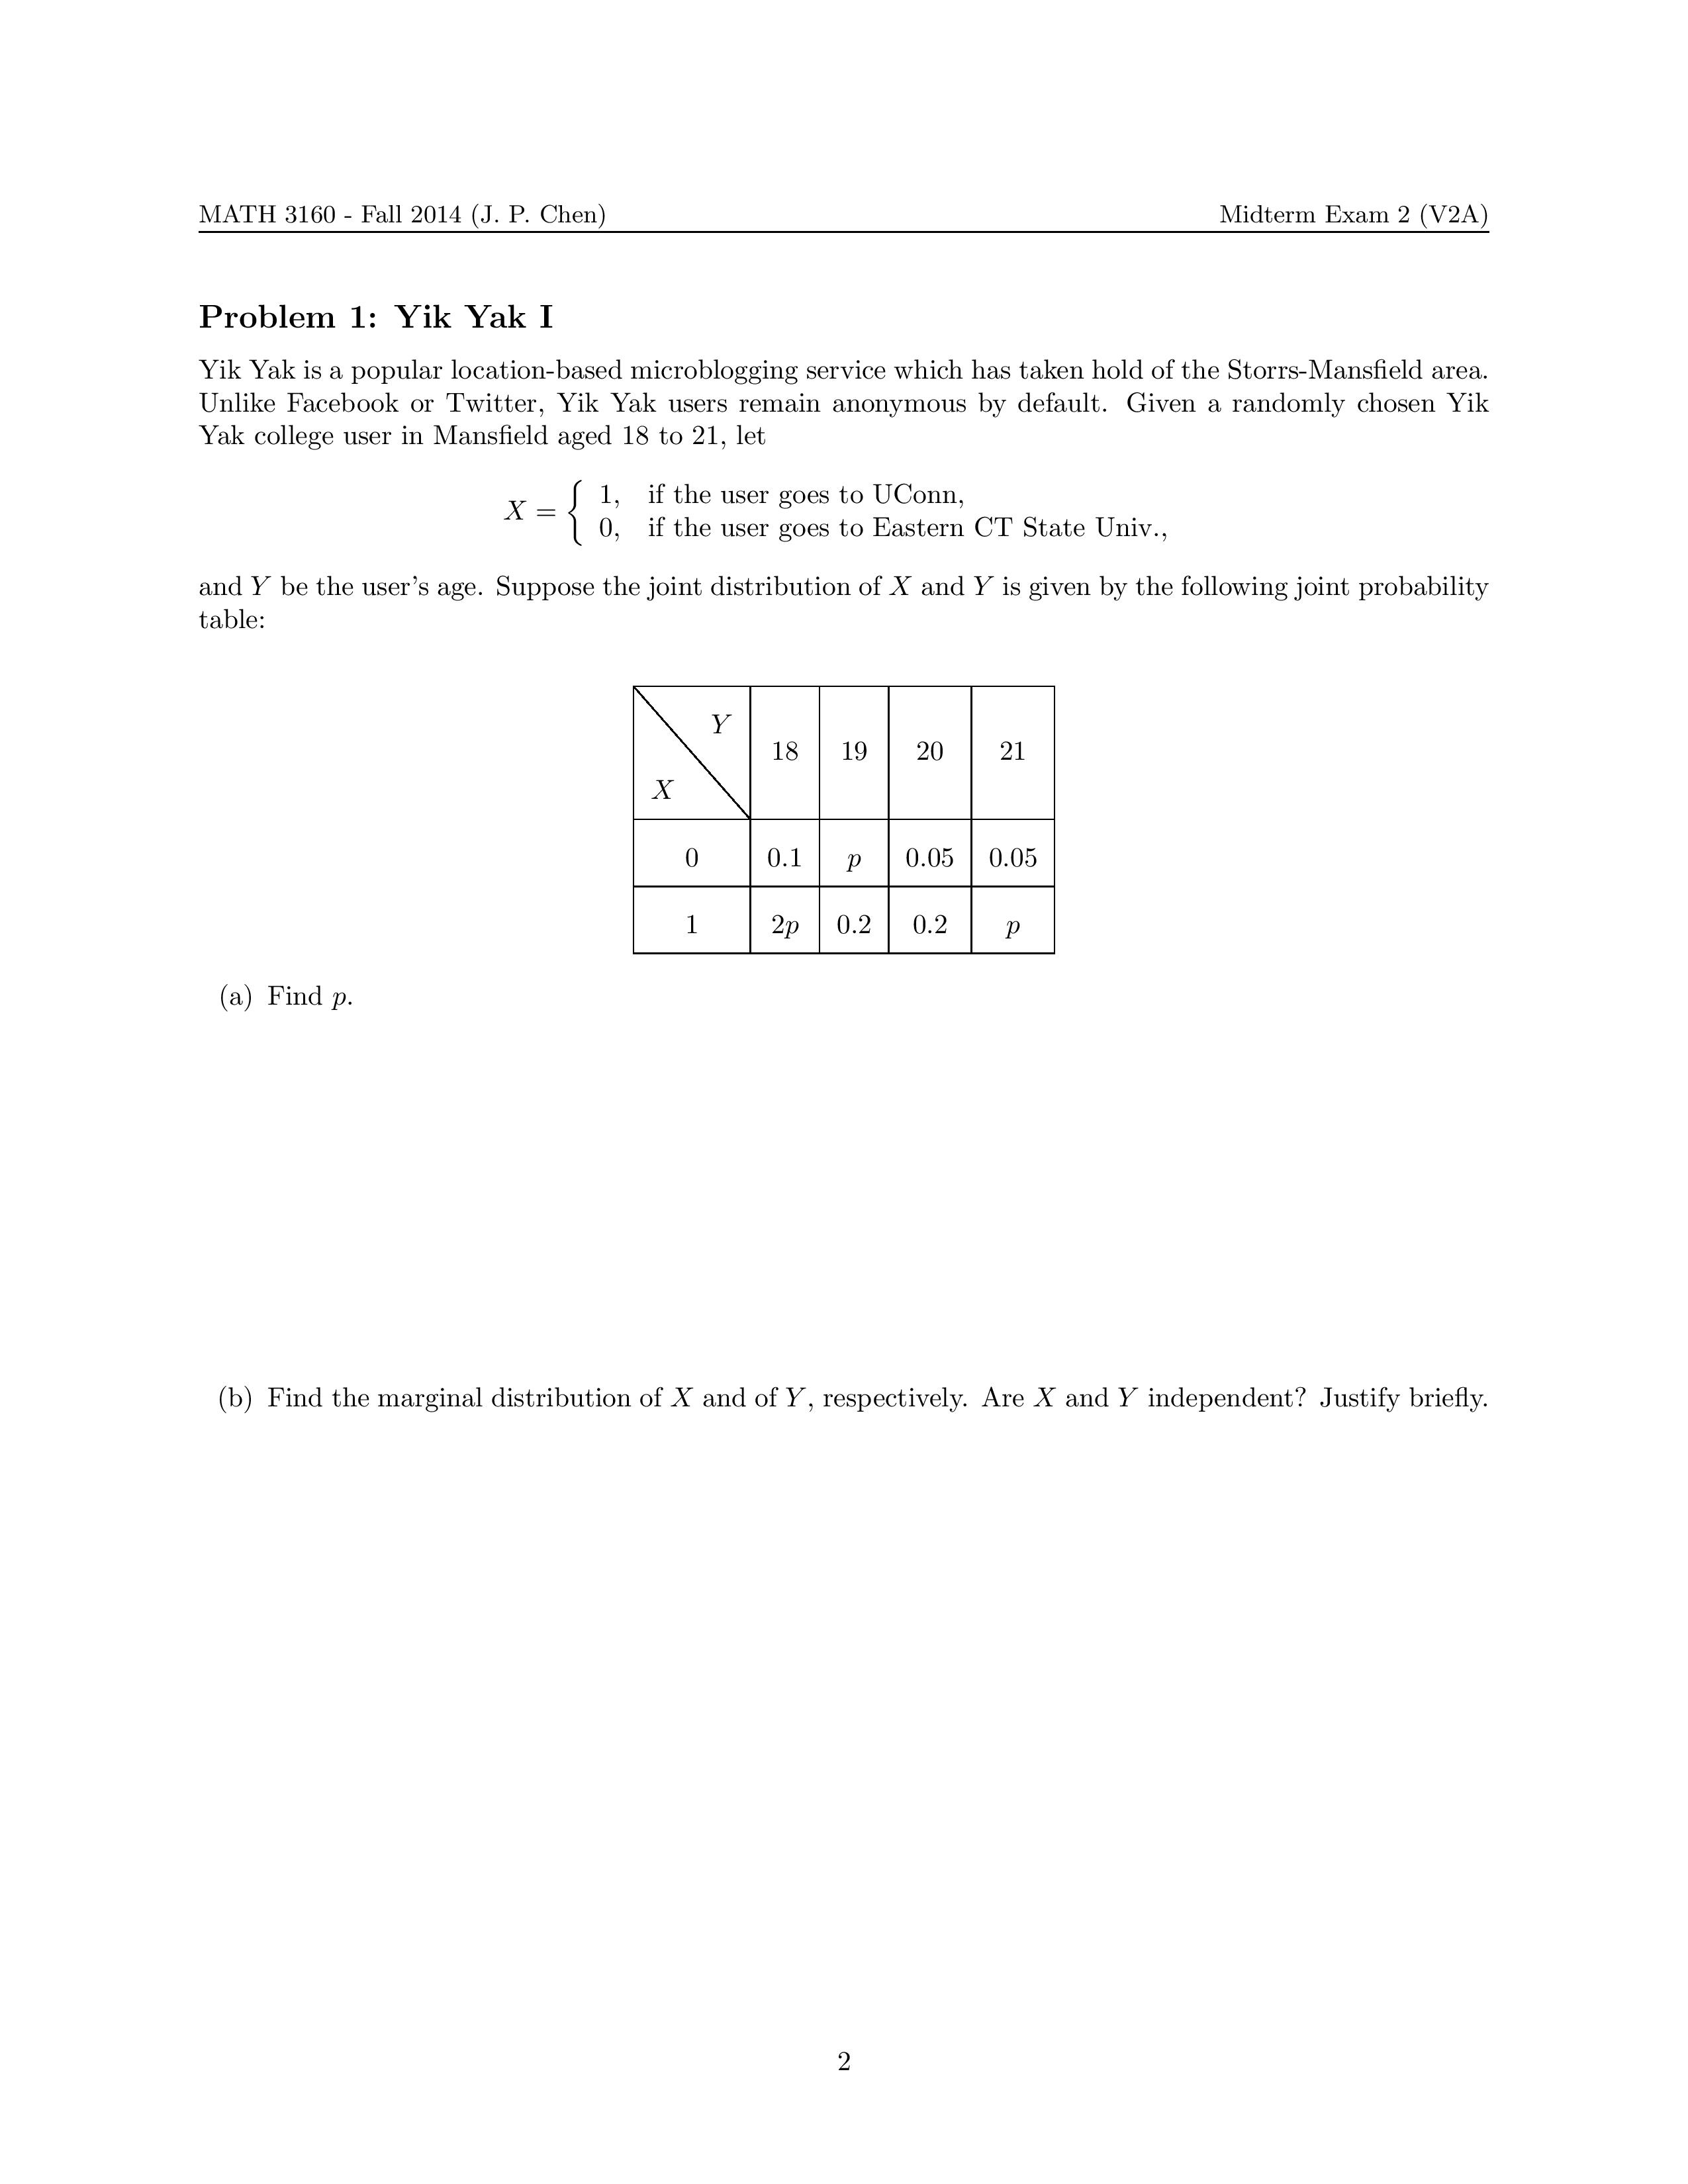 MATH 3160 - Fall 2014 (J. P. Chen) Midterm Exam 2 (V2A)
Problem 1: Yik Yak I
Yik Yak is a popular location-based microblogging service which has taken hold of the Storrs-Mansfield area.
Unlike Facebook or Twitter, Yik Yak users remain anonymous by default. Given a randomly chosen Yik
Yak college user in Mansfield aged 18 to 21, let
X = { 1, if the user goes to UConn,
0, if the user goes to Eastern CT State Univ.,
and Y be the user's age. Suppose the joint distribution of X and Y is given by the following joint probability
table:
Y
X
18 19 20 21
0 0.1 p 0.05 0.05
1 2p 0.2 0.2 p
(a) Find p.
(b) Find the marginal distribution of X and of Y, respectively. Are X and Y independent? Justify briefly.
2